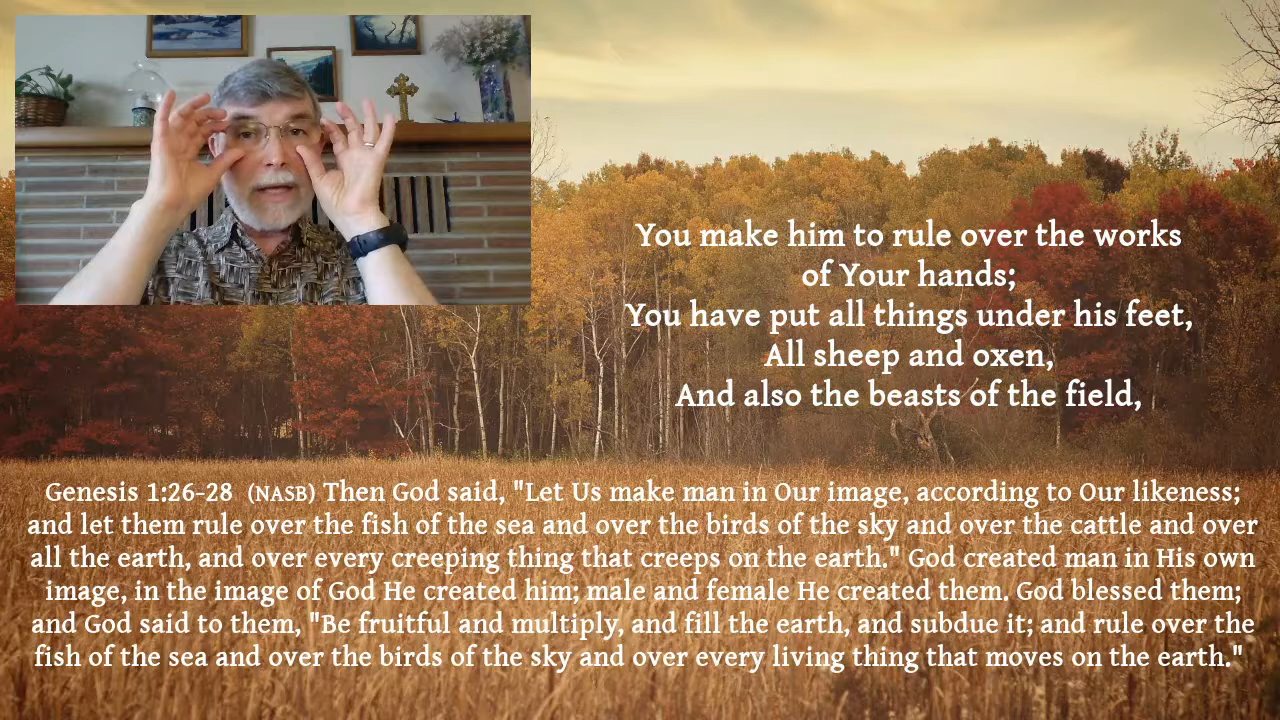 You make him to rule over the works
of Your hands;
You have put all things under his feet,
All sheep and oxen,
And also the beasts of the field,
Genesis 1:26-28 (NASB) Then God said, "Let Us make man in Our image, according to Our likeness;
and let them rule over the fish of the sea and over the birds of the sky and over the cattle and over
all the earth, and over every creeping thing that creeps on the earth." God created man in His own
image, in the image of God He created him; male and female He created them. God blessed them;
and God said to them, "Be fruitful and multiply, and fill the earth, and subdue it; and rule over the
fish of the sea and over the birds of the sky and over every living thing that moves on the earth."